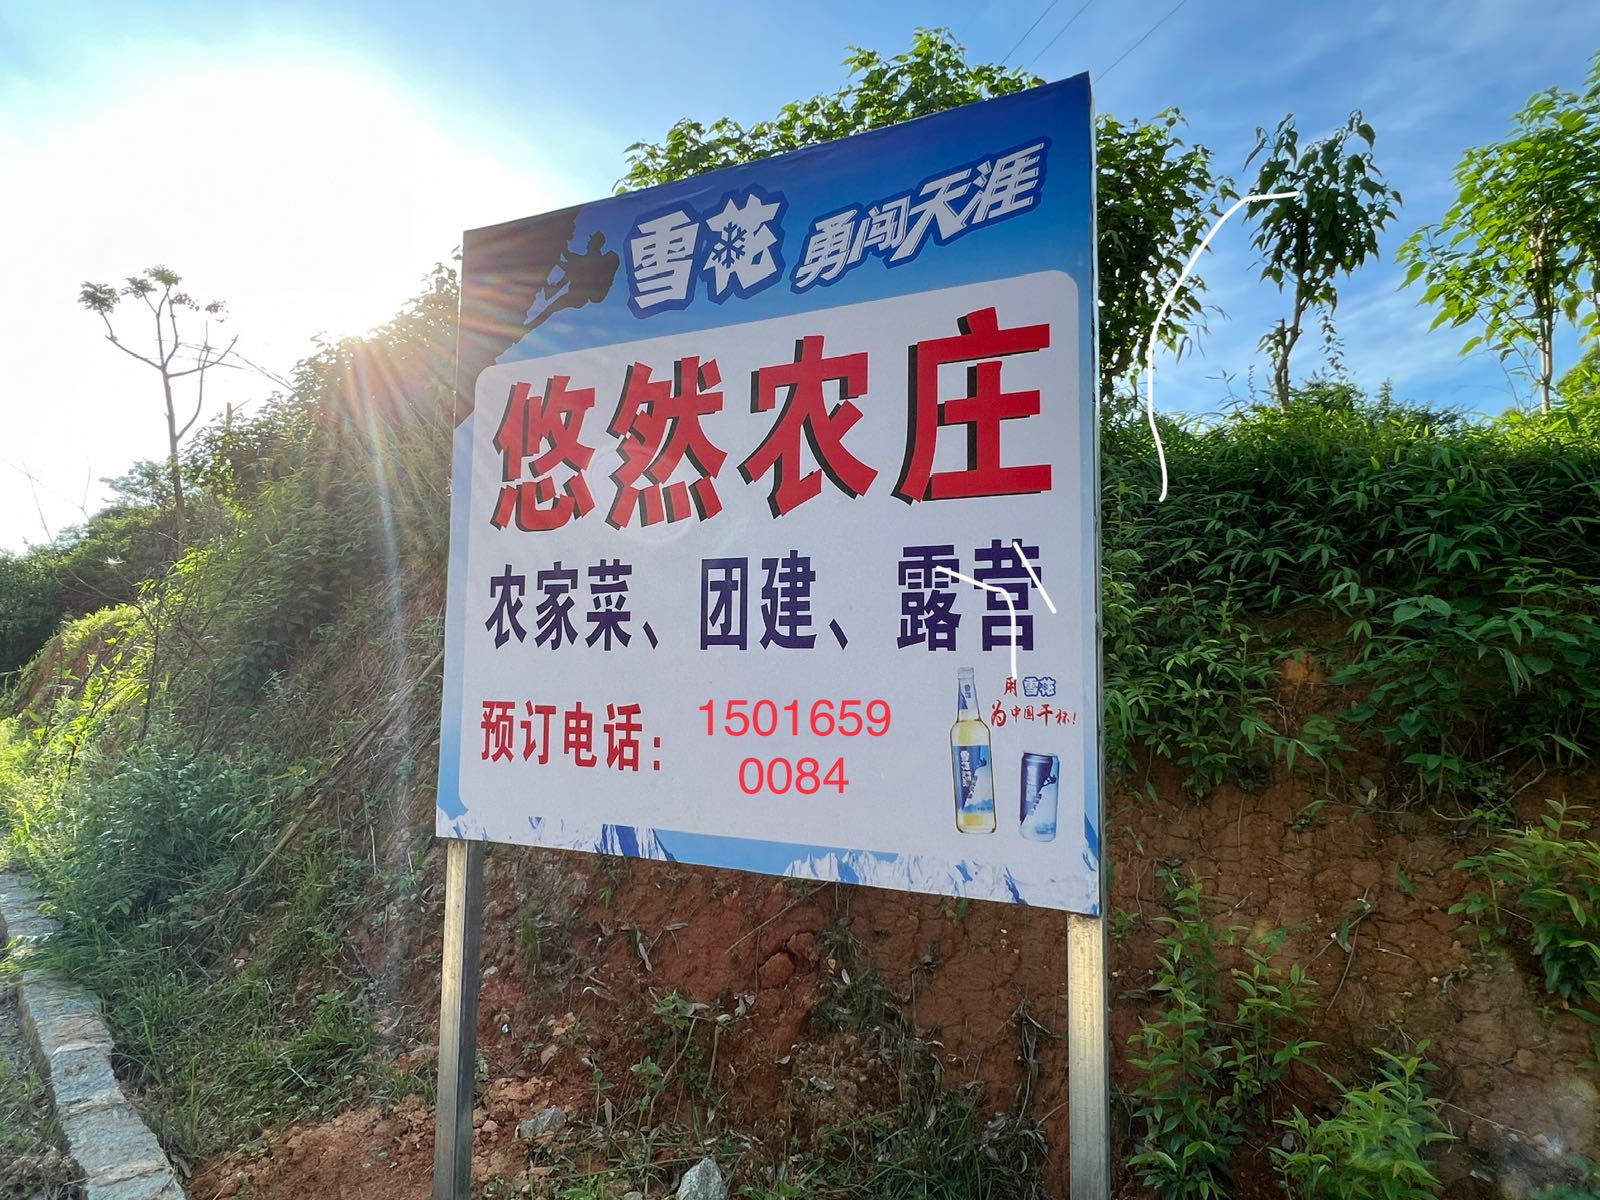 雪花 勇闯天涯
悠然农庄
农家菜、团建、露营
预订电话：
1501659
0084
用雪花
为中国干杯！